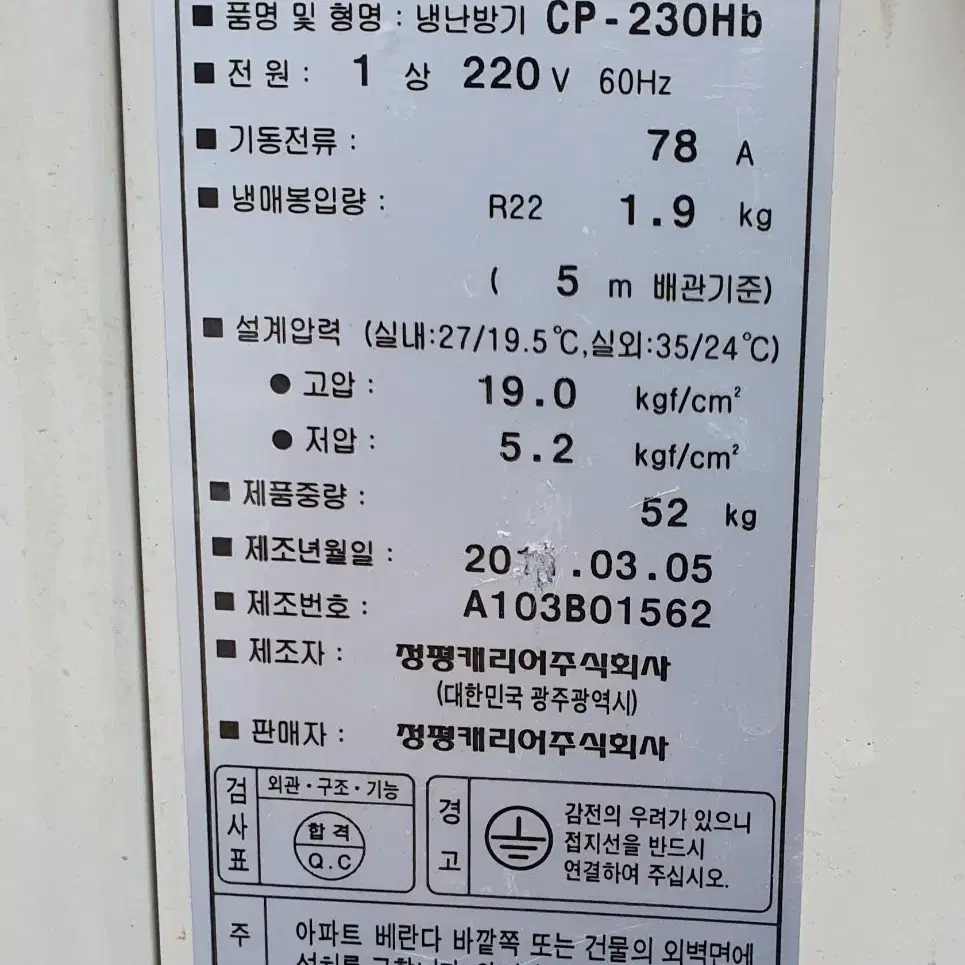 ■ 품명 및 형명 : 냉난방기 CP-230Hb
■ 전 원 : 1 상 220 V 60Hz
■ 기동전류 : 78 A
■ 냉매봉입량 : R22 1.9 kg
( 5 m 배관기준)
■ 설계압력 (실내:27/19.5℃,실외:35/24℃)
● 고압 : 19.0 kgf/cm²
● 저압 : 5.2 kgf/cm²
■ 제품중량 : 52 kg
■ 제조년월일 : .03.05
■ 제조번호 : A103B01562
■ 제조자 : 정평캐리어주식회사
(대한민국 광주광역시)
■ 판매자 : 정평캐리어주식회사
검사표
외관·구조·기능
합격
Q.C
경고
감전의 우려가 있으니
접지선을 반드시
연결하여 주십시오.
주
아파트 베란다 바깥쪽 또는 건물의 외벽면에